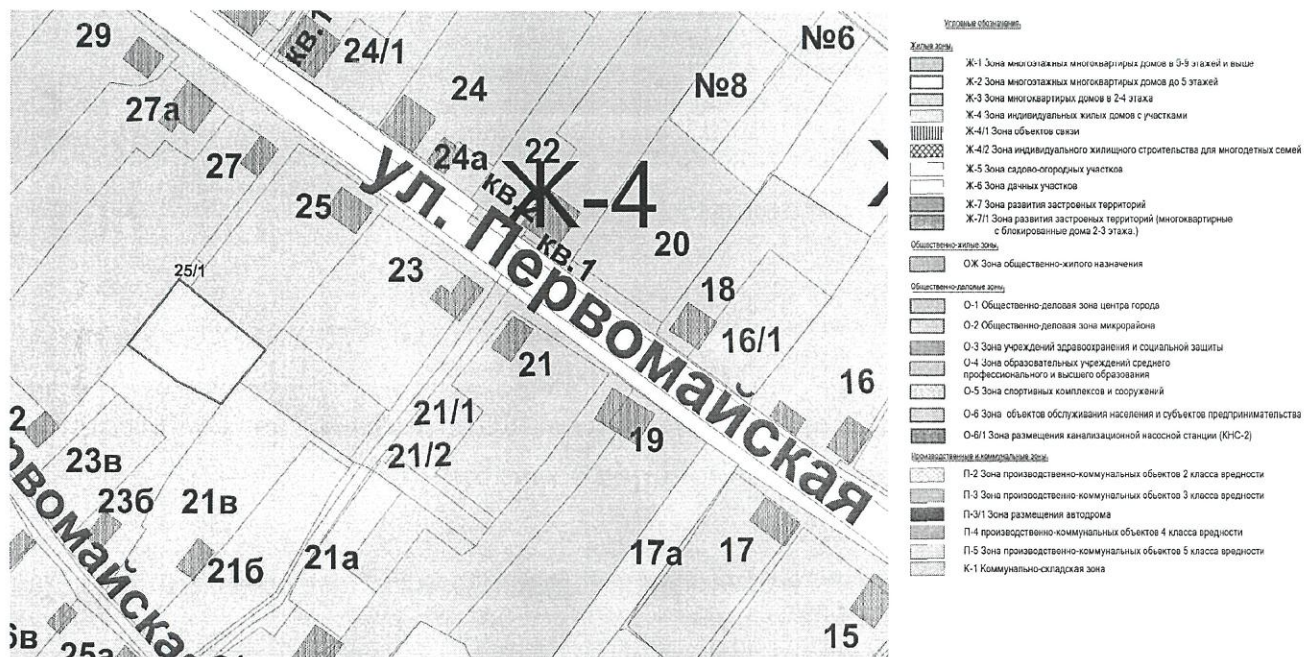 29
кв.1
24/1
№6
24
№8
27а
27
24а
22
кв.2
Ж-4
25
ул. Первомайская
20
кв.1
25/1
23
18
16/1
21
16
21/1
19
21/2
2
23в
23б
21в
21б
21а
17а
17
15
25а
Условные обозначения:
Жилые зоны:
Ж-1 Зона многоэтажных многоквартирых домов в 5-9 этажей и выше
Ж-2 Зона многоэтажных многоквартирых домов до 5 этажей
Ж-3 Зона многоквартирых домов в 2-4 этажа
Ж-4 Зона индивидуальных жилых домов с участками
Ж-4/1 Зона объектов связи
Ж-4/2 Зона индивидуального жилищного строительства для многодетных семей
Ж-5 Зона садово-огородных участков
Ж-6 Зона дачных участков
Ж-7 Зона развития застроеных территорий
Ж-7/1 Зона развития застроеных территорий (многоквартирные
с блокированные дома 2-3 этажа.)
Общественно-жилые зоны:
ОЖ Зона общественно-жилого назначения
Общественно-деловые зоны:
О-1 Общественно-деловая зона центра города
О-2 Общественно-деловая зона микрорайона
О-3 Зона учреждений здравоохранения и социальной защиты
О-4 Зона образовательных учреждений среднего
профессионального и высшего образования
О-5 Зона спортивных комплексов и сооружений
О-6 Зона объектов обслуживания населения и субъектов предпринимательства
О-6/1 Зона размещения канализационной насосной станции (КНС-2)
Производственные и коммунальные зоны:
П-2 Зона производственно-коммунальных обьектов 2 класса вредности
П-3 Зона производственно-коммунальных обьектов 3 класса вредности
П-3/1 Зона размещения автодрома
П-4 производственно-коммунальных объектов 4 класса вредности
П-5 Зона производственно-коммунальных обьектов 5 класса вредности
К-1 Коммунально-складская зона